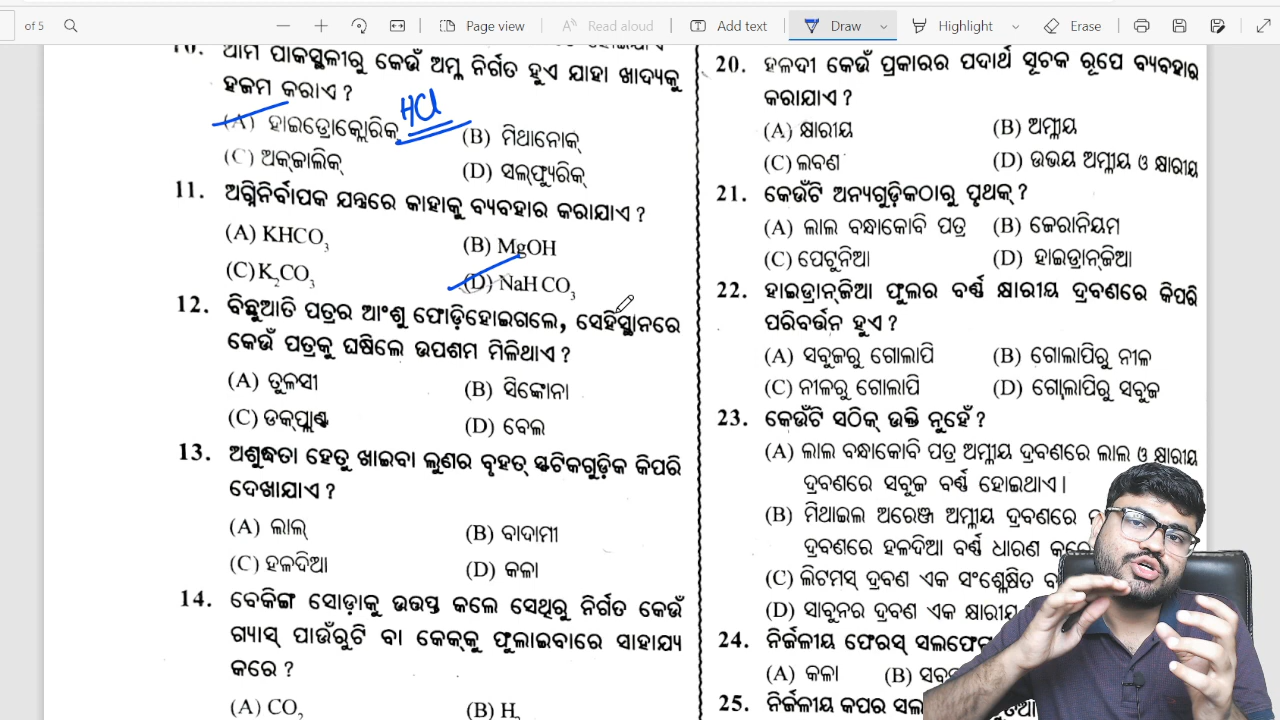 of 5
Page view
Read aloud
Add text
Draw
Highlight
Erase
10. ଆମ ପାକସ୍ଥଳୀରୁ କେଉଁ ଅମ୍ଳ ନିର୍ଗତ ହୁଏ ଯାହା ଖାଦ୍ୟକୁ
ହଜମ କରାଏ ?
HCl
(A) ହାଇଡ୍ରୋକ୍ଲୋରିକ୍ (B) ମିଥାନୋକ୍
(C) ଅକ୍‌ଜାଲିକ୍ (D) ସଲ୍‌ଫ୍ୟୁରିକ୍
11. ଅଗ୍ନିନିର୍ବାପକ ଯନ୍ତ୍ରରେ କାହାକୁ ବ୍ୟବହାର କରାଯାଏ ?
(A) KHCO₃ (B) MgOH
(C) K₂CO₃ (D) NaHCO₃
12. ବିଛୁଆତି ପତ୍ରର ଆଂଶୁ ଫୋଡ଼ିହୋଇଗଲେ, ସେହିସ୍ଥାନରେ
କେଉଁ ପତ୍ରକୁ ଘଷିଲେ ଉପଶମ ମିଳିଥାଏ ?
(A) ତୁଳସୀ (B) ସିଙ୍କୋନା
(C) ଡକ୍‌ପ୍ଲାଣ୍ଟ (D) ବେଲ
13. ଅଶୁଦ୍ଧତା ହେତୁ ଖାଇବା ଲୁଣର ବୃହତ୍ ସ୍ଫଟିକଗୁଡ଼ିକ କିପରି
ଦେଖାଯାଏ ?
(A) ଲାଲ୍ (B) ବାଦାମୀ
(C) ହଳଦିଆ (D) କଳା
14. ବେକିଙ୍ଗ ସୋଡ଼ାକୁ ଉତ୍ତପ୍ତ କଲେ ସେଥିରୁ ନିର୍ଗତ କେଉଁ
ଗ୍ୟାସ୍ ପାଉଁରୁଟି ବା କେକ୍‌କୁ ଫୁଲାଇବାରେ ସାହାଯ୍ୟ
କରେ ?
(A) CO₂ (B) H₂
20. ହଳଦୀ କେଉଁ ପ୍ରକାରର ପଦାର୍ଥ ସୂଚକ ରୂପେ ବ୍ୟବହାର
କରାଯାଏ ?
(A) କ୍ଷାରୀୟ (B) ଅମ୍ଳୀୟ
(C) ଲବଣ (D) ଉଭୟ ଅମ୍ଳୀୟ ଓ କ୍ଷାରୀୟ
21. କେଉଁଟି ଅନ୍ୟଗୁଡ଼ିକଠାରୁ ପୃଥକ୍ ?
(A) ଲାଲ ବନ୍ଧାକୋବି ପତ୍ର (B) ଜେରାନିୟମ
(C) ପେଟୁନିଆ (D) ହାଇଡ୍ରାନ୍‌ଜିଆ
22. ହାଇଡ୍ରାନ୍‌ଜିଆ ଫୁଲର ବର୍ଣ୍ଣ କ୍ଷାରୀୟ ଦ୍ରବଣରେ କିପରି
ପରିବର୍ତ୍ତନ ହୁଏ ?
(A) ସବୁଜରୁ ଗୋଲାପି (B) ଗୋଲାପିରୁ ନୀଳ
(C) ନୀଳରୁ ଗୋଲାପି (D) ଗୋଲାପିରୁ ସବୁଜ
23. କେଉଁଟି ସଠିକ୍ ଉକ୍ତି ନୁହେଁ ?
(A) ଲାଲ ବନ୍ଧାକୋବି ପତ୍ର ଅମ୍ଳୀୟ ଦ୍ରବଣରେ ଲାଲ ଓ କ୍ଷାରୀୟ
ଦ୍ରବଣରେ ସବୁଜ ବର୍ଣ୍ଣ ହୋଇଥାଏ।
(B) ମିଥାଇଲ ଅରେଞ୍ଜ ଅମ୍ଳୀୟ ଦ୍ରବଣରେ
ଦ୍ରବଣରେ ହଳଦିଆ ବର୍ଣ୍ଣ ଧାରଣ କରେ
(C) ଲିଟମସ୍ ଦ୍ରବଣ ଏକ ସଂଶ୍ଳେଷିତ
(D) ସାବୁନର ଦ୍ରବଣ ଏକ କ୍ଷାରୀୟ
24. ନିର୍ଜଳୀୟ ଫେରସ୍
(A) କଳା (B)
25. ନିର୍ଜଳୀୟ କପର